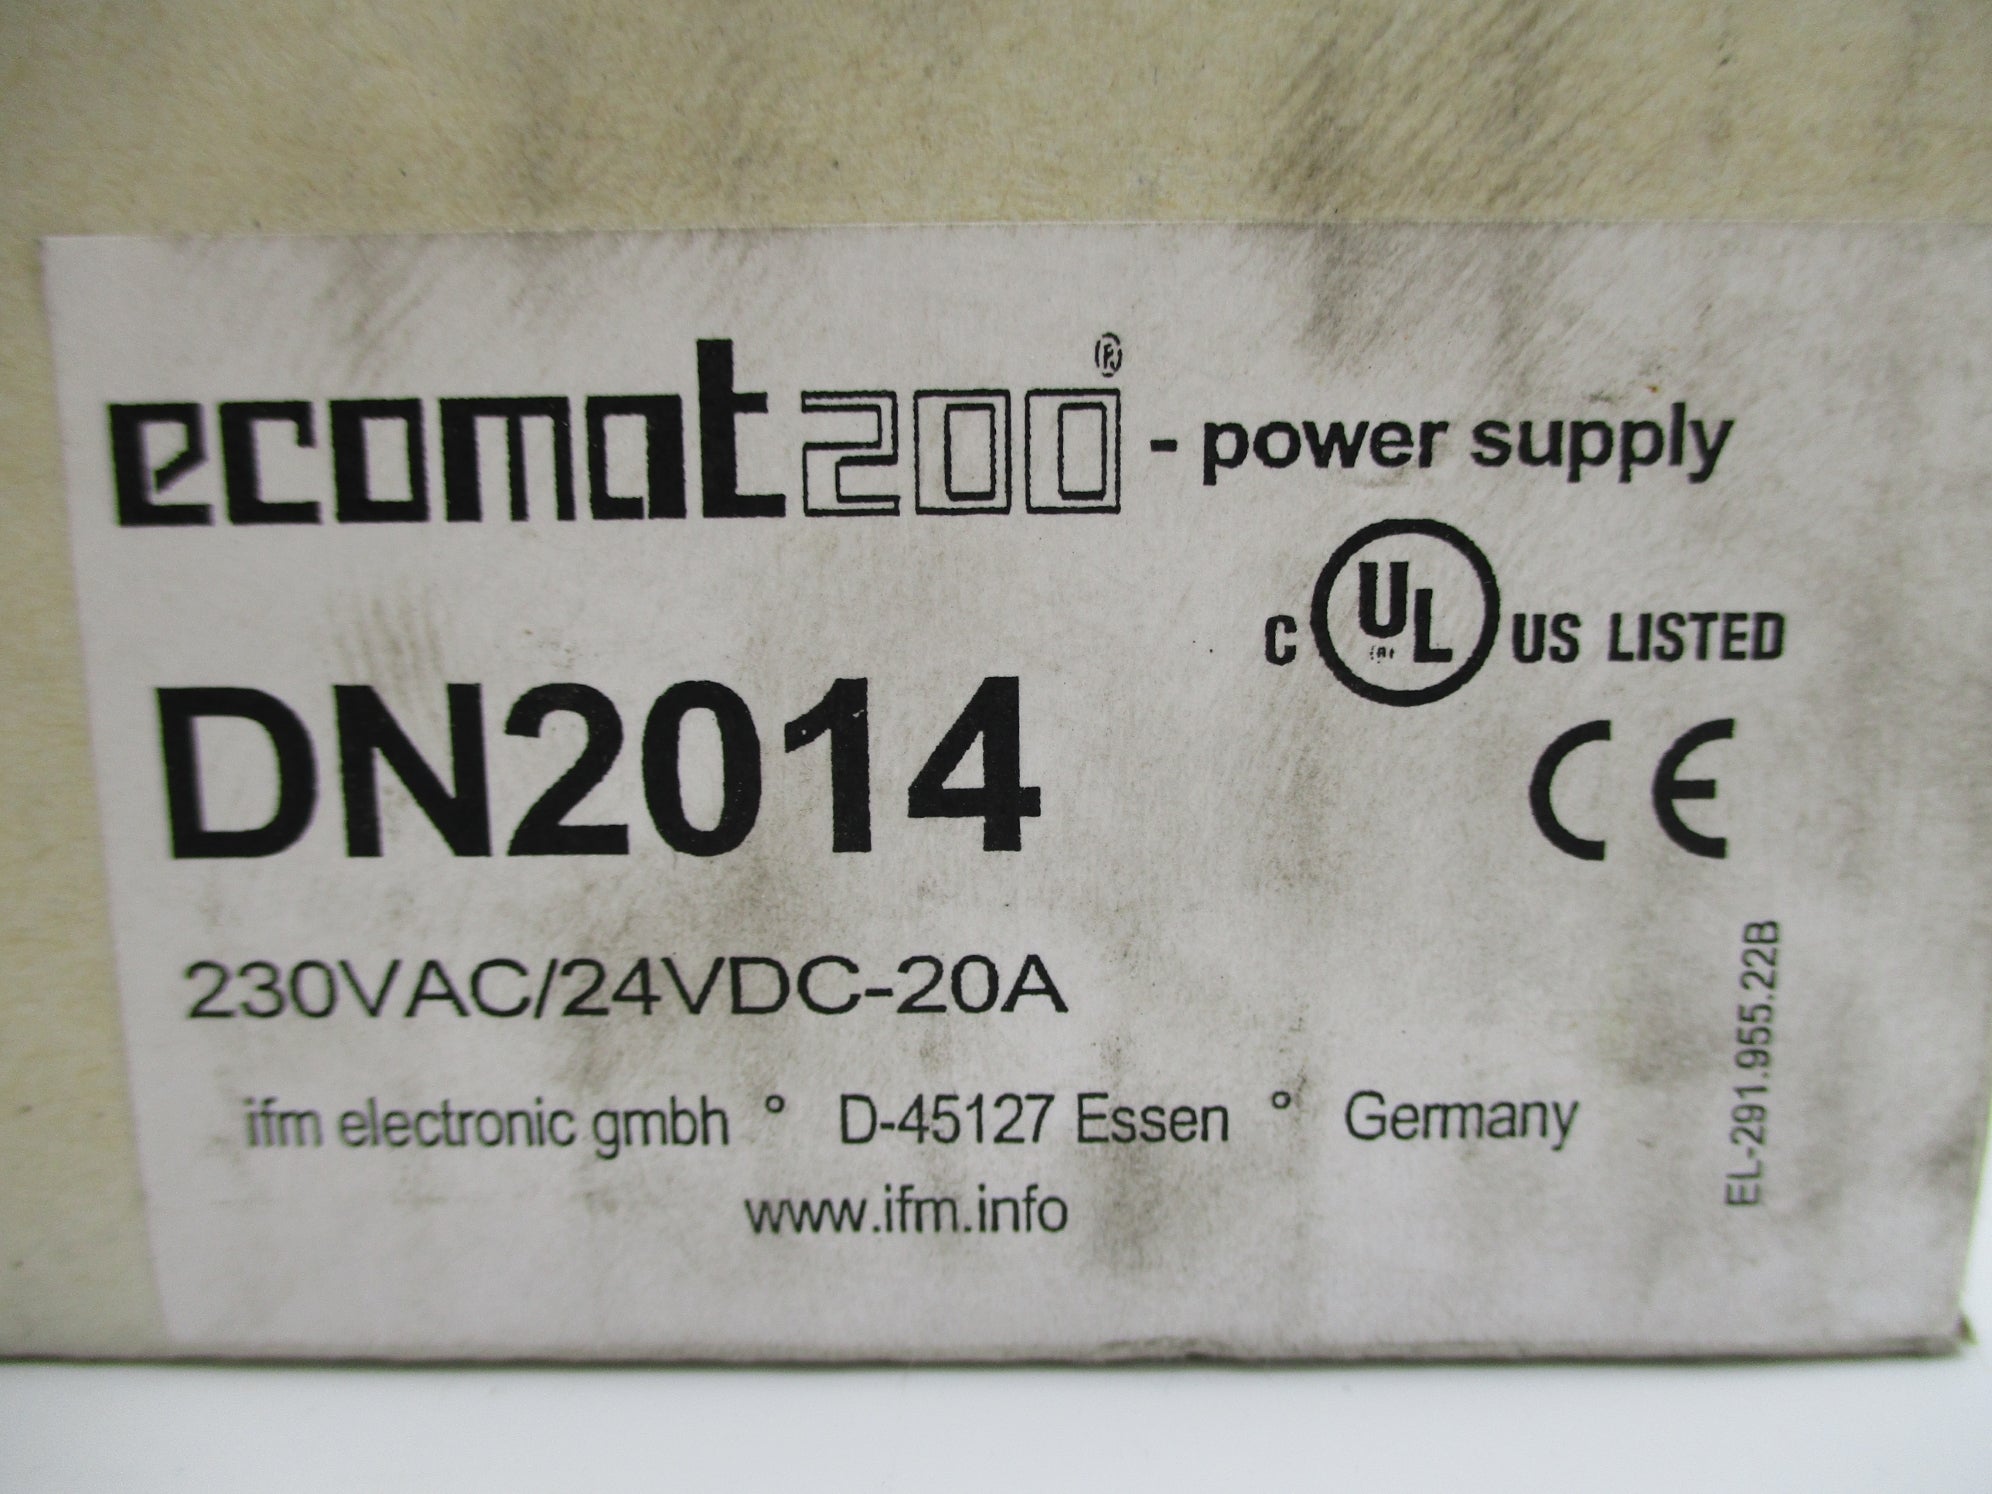 ecomat200® - power supply
C UL® US LISTED
DN2014
CE
230VAC/24VDC-20A
ifm electronic gmbh ° D-45127 Essen ° Germany
www.ifm.info
EL-291.955.22B